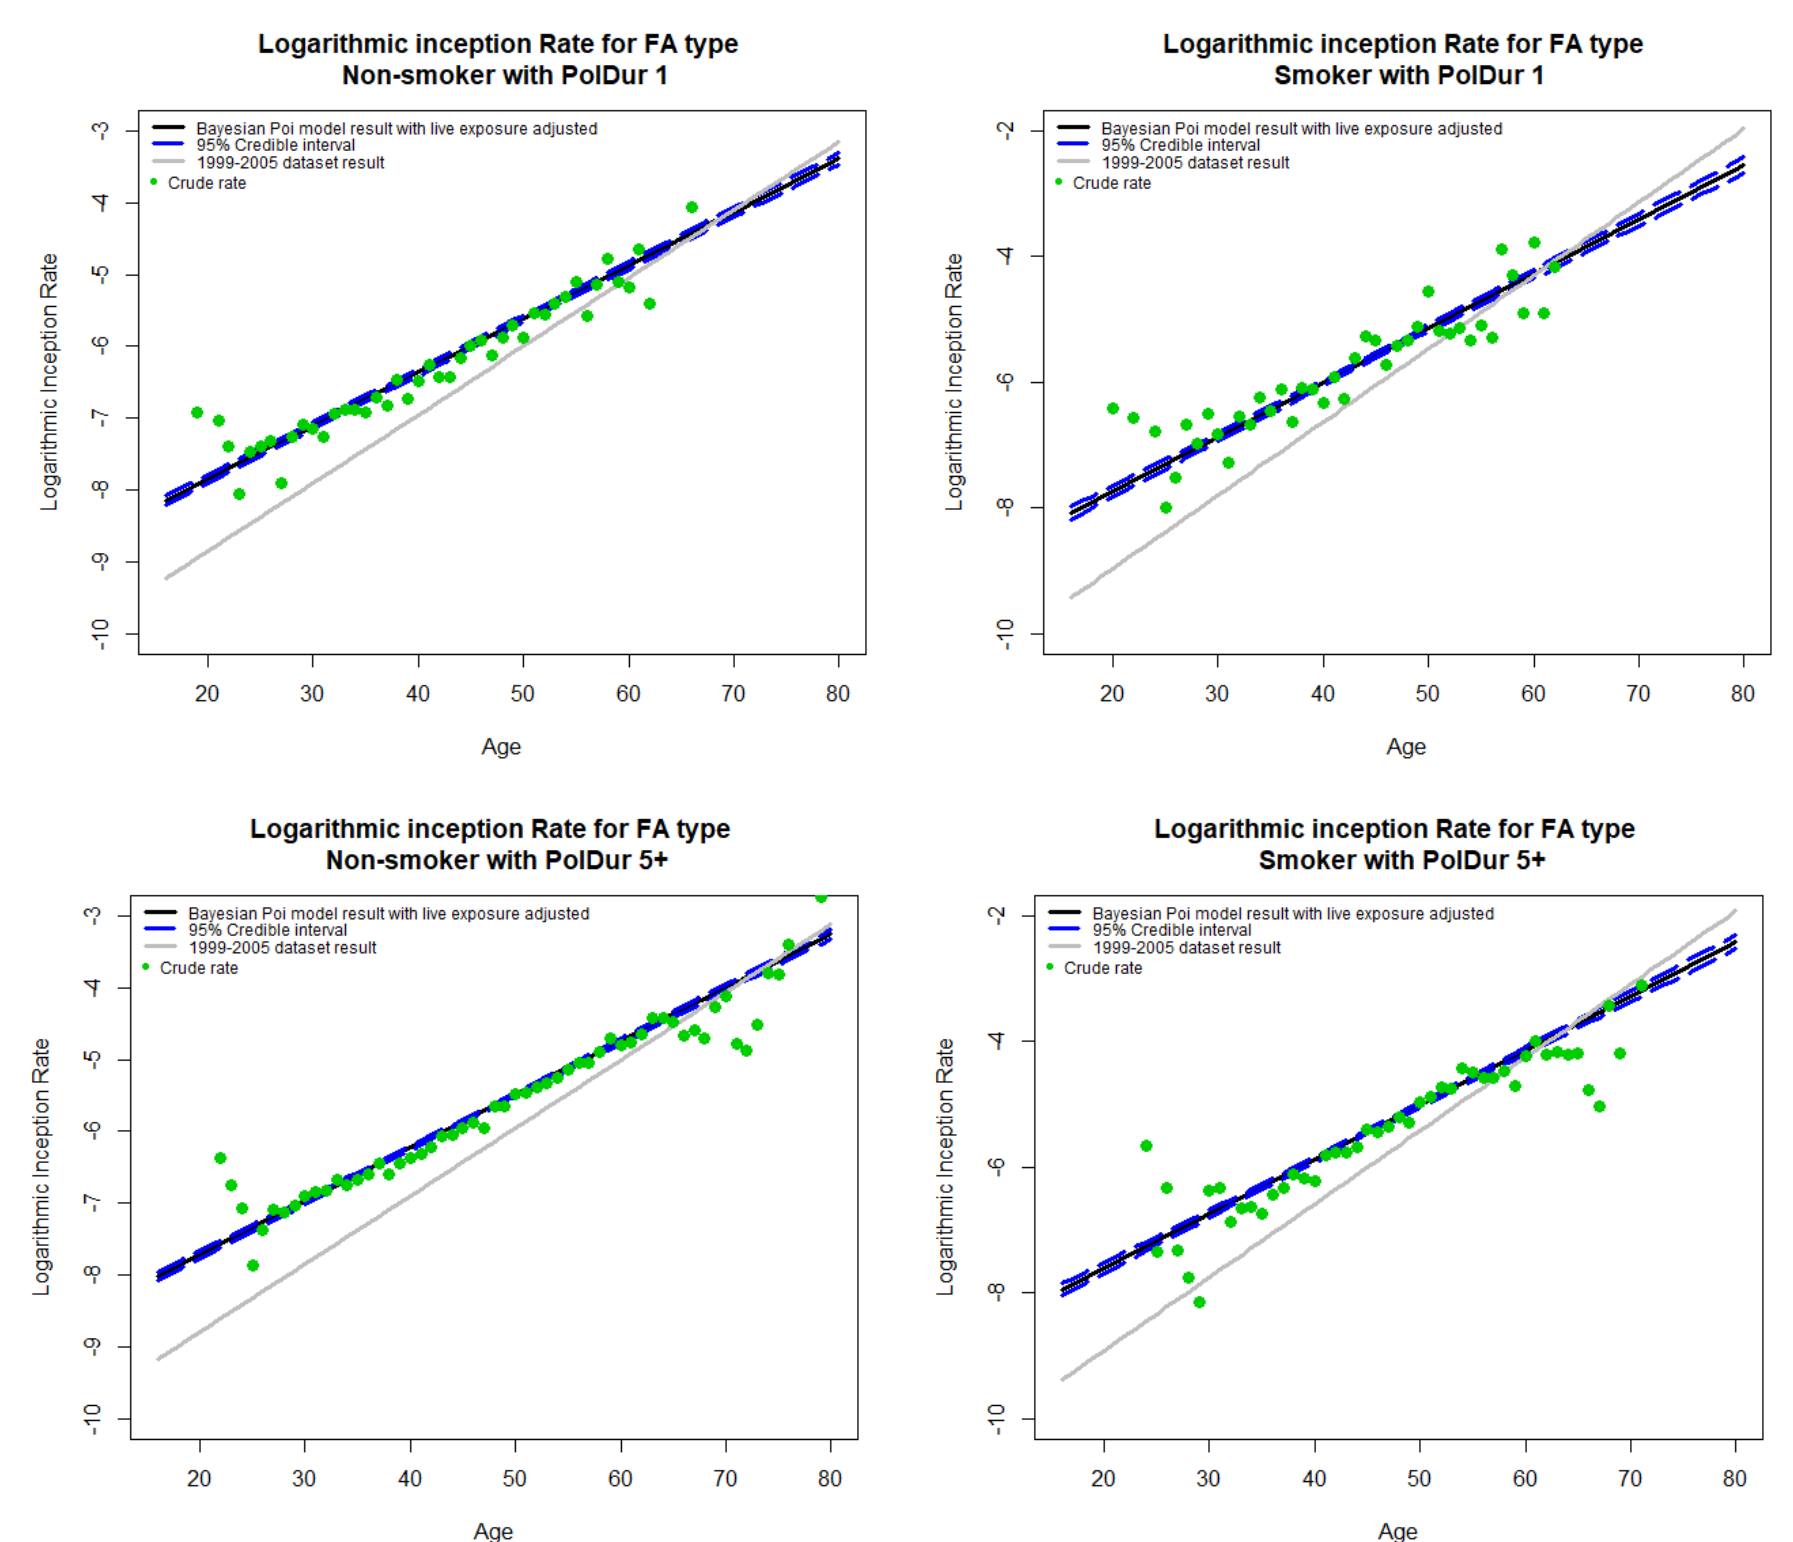 Logarithmic inception Rate for FA type
Non-smoker with PolDur 1
Bayesian Poi model result with live exposure adjusted
95% Credible interval
1999-2005 dataset result
Crude rate
Logarithmic Inception Rate
-3
-4
-5
-6
-7
-8
-9
-10
20 30 40 50 60 70 80
Age
Logarithmic inception Rate for FA type
Smoker with PolDur 1
Bayesian Poi model result with live exposure adjusted
95% Credible interval
1999-2005 dataset result
Crude rate
Logarithmic Inception Rate
-2
-4
-6
-8
-10
20 30 40 50 60 70 80
Age
Logarithmic inception Rate for FA type
Non-smoker with PolDur 5+
Bayesian Poi model result with live exposure adjusted
95% Credible interval
1999-2005 dataset result
Crude rate
Logarithmic Inception Rate
-3
-4
-5
-6
-7
-8
-9
-10
20 30 40 50 60 70 80
Age
Logarithmic inception Rate for FA type
Smoker with PolDur 5+
Bayesian Poi model result with live exposure adjusted
95% Credible interval
1999-2005 dataset result
Crude rate
Logarithmic Inception Rate
-2
-4
-6
-8
-10
20 30 40 50 60 70 80
Age